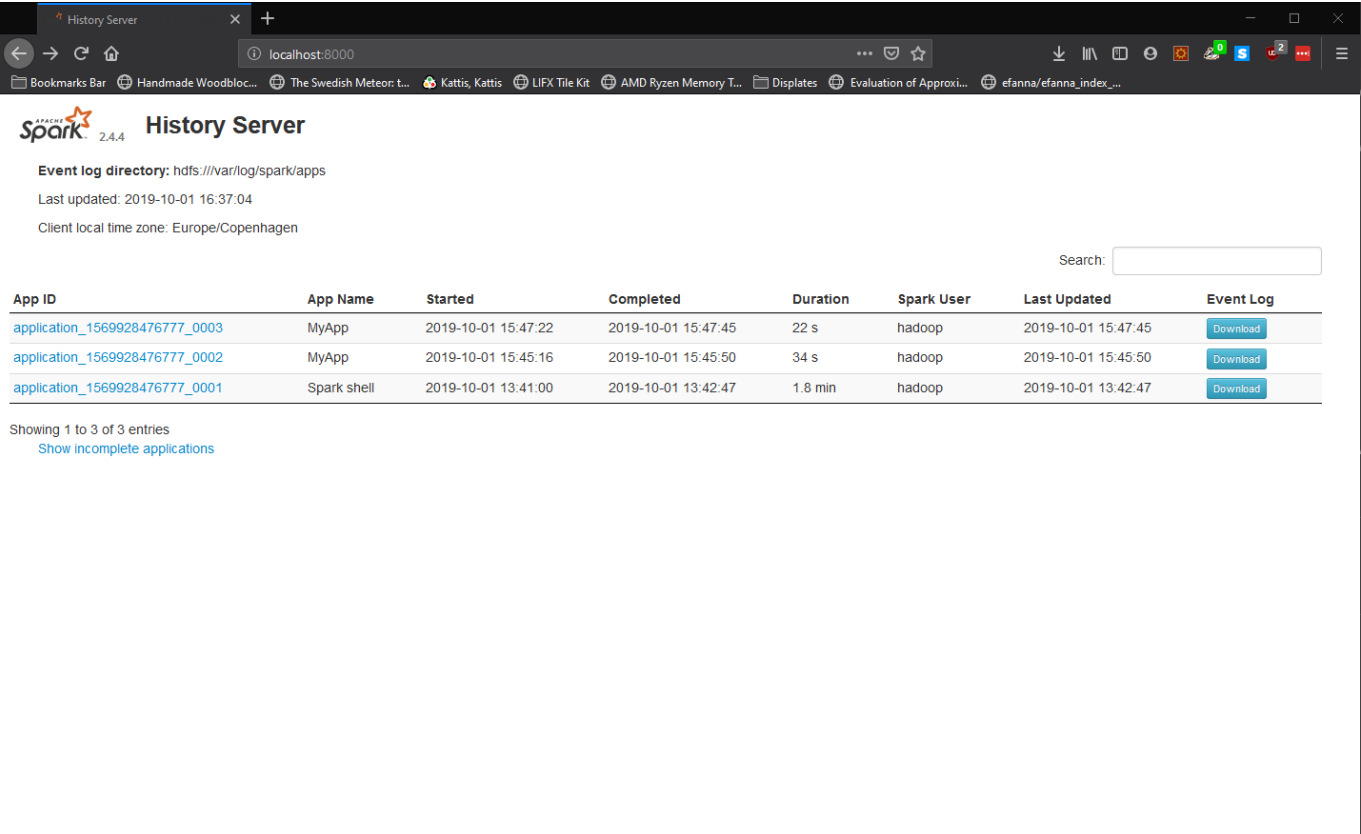 History Server
localhost:8000
0
S
2
Bookmarks Bar Handmade Woodbloc... The Swedish Meteor: t... Kattis, Kattis LIFX Tile Kit AMD Ryzen Memory T... Displates Evaluation of Approxi... efanna/efanna_index_...
APACHE Spark 2.4.4 History Server
Event log directory: hdfs:///var/log/spark/apps
Last updated: 2019-10-01 16:37:04
Client local time zone: Europe/Copenhagen
Search:
App ID App Name Started Completed Duration Spark User Last Updated Event Log
application_1569928476777_0003 MyApp 2019-10-01 15:47:22 2019-10-01 15:47:45 22 s hadoop 2019-10-01 15:47:45 Download
application_1569928476777_0002 MyApp 2019-10-01 15:45:16 2019-10-01 15:45:50 34 s hadoop 2019-10-01 15:45:50 Download
application_1569928476777_0001 Spark shell 2019-10-01 13:41:00 2019-10-01 13:42:47 1.8 min hadoop 2019-10-01 13:42:47 Download
Showing 1 to 3 of 3 entries
Show incomplete applications